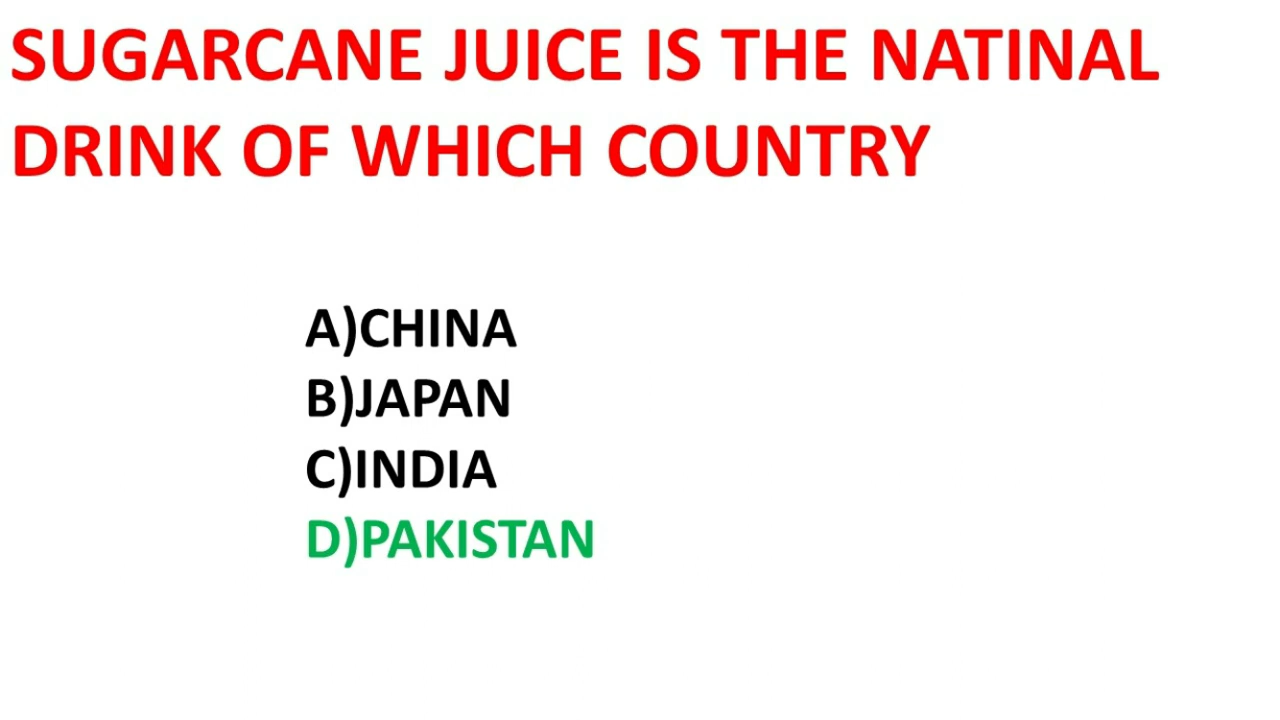 SUGARCANE JUICE IS THE NATINAL
DRINK OF WHICH COUNTRY
A)CHINA
B)JAPAN
C)INDIA
D)PAKISTAN